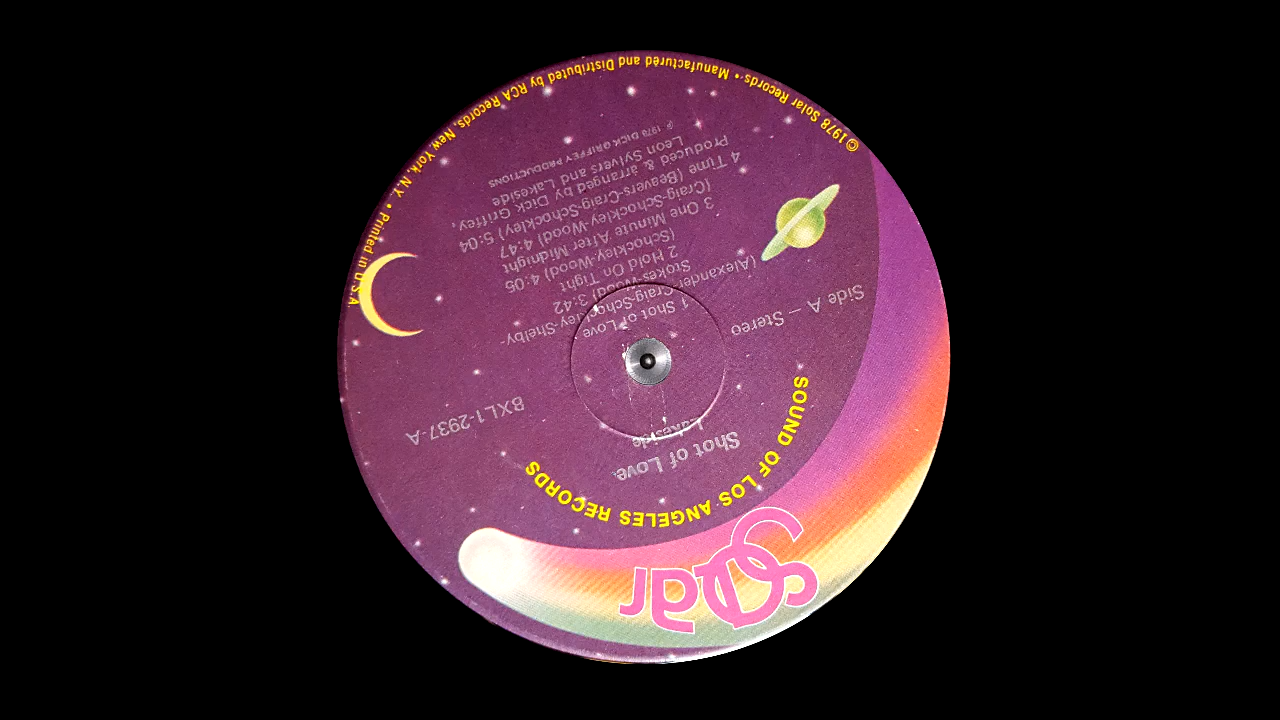 Solar
SOUND OF LOS ANGELES RECORDS
Shot of Love
Lakeside
BXL1-2937-A
Side A – Stereo
1 Shot of Love
(Alexander-Craig-Schockley-Shelby-
Stokes-Wood) 3:42
2 Hold On Tight
(Schockley-Wood) 4:05
3 One Minute After Midnight
(Craig-Schockley-Wood) 4:47
4 Time (Beavers-Craig-Schockley) 5:04
Produced & arranged by Dick Griffey,
Leon Sylvers and Lakeside
℗ 1978 DICK GRIFFEY PRODUCTIONS
© 1978 Solar Records • Manufactured and Distributed by RCA Records, New York, N.Y. • Printed in U.S.A